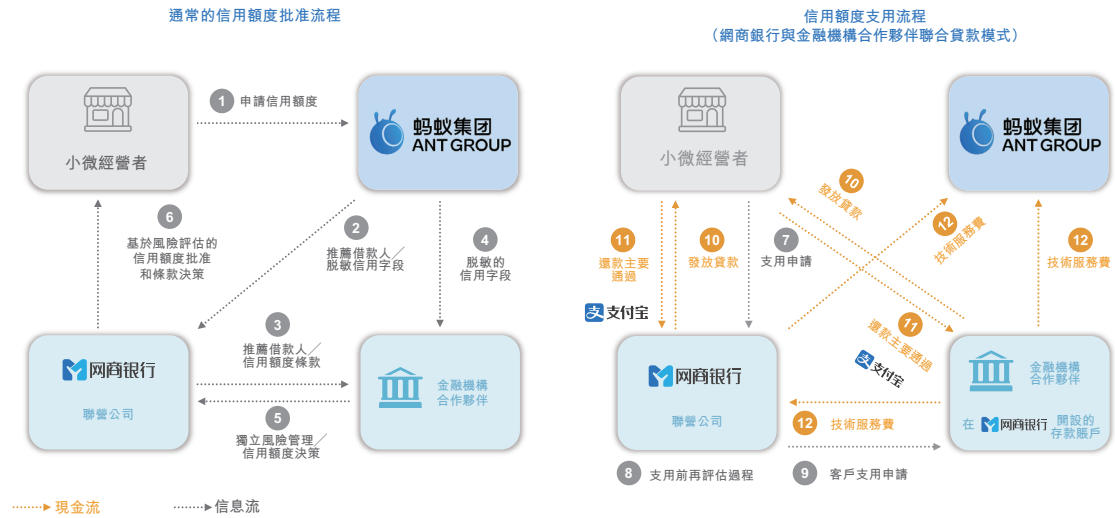 通常的信用額度批准流程
1 申請信用額度
小微經營者
蚂蚁集团
ANT GROUP
6
基於風險評估的
信用額度批准
和條款決策
2
推薦借款人／
脫敏信用字段
4
脫敏的
信用字段
3
推薦借款人／
信用額度條款
网商银行
聯營公司
金融機構
合作夥伴
5
獨立風險管理／
信用額度決策
現金流
信息流
信用額度支用流程
（網商銀行與金融機構合作夥伴聯合貸款模式）
小微經營者
蚂蚁集团
ANT GROUP
10
發放貸款
11
還款主要
通過
支 支付宝
10
發放貸款
7
支用申請
12
技術服務費
12
技術服務費
11
還款主要通過
支 支付宝
网商银行
聯營公司
金融機構
合作夥伴
在 网商银行 開設的
存款賬戶
12 技術服務費
8 支用前再評估過程
9 客戶支用申請